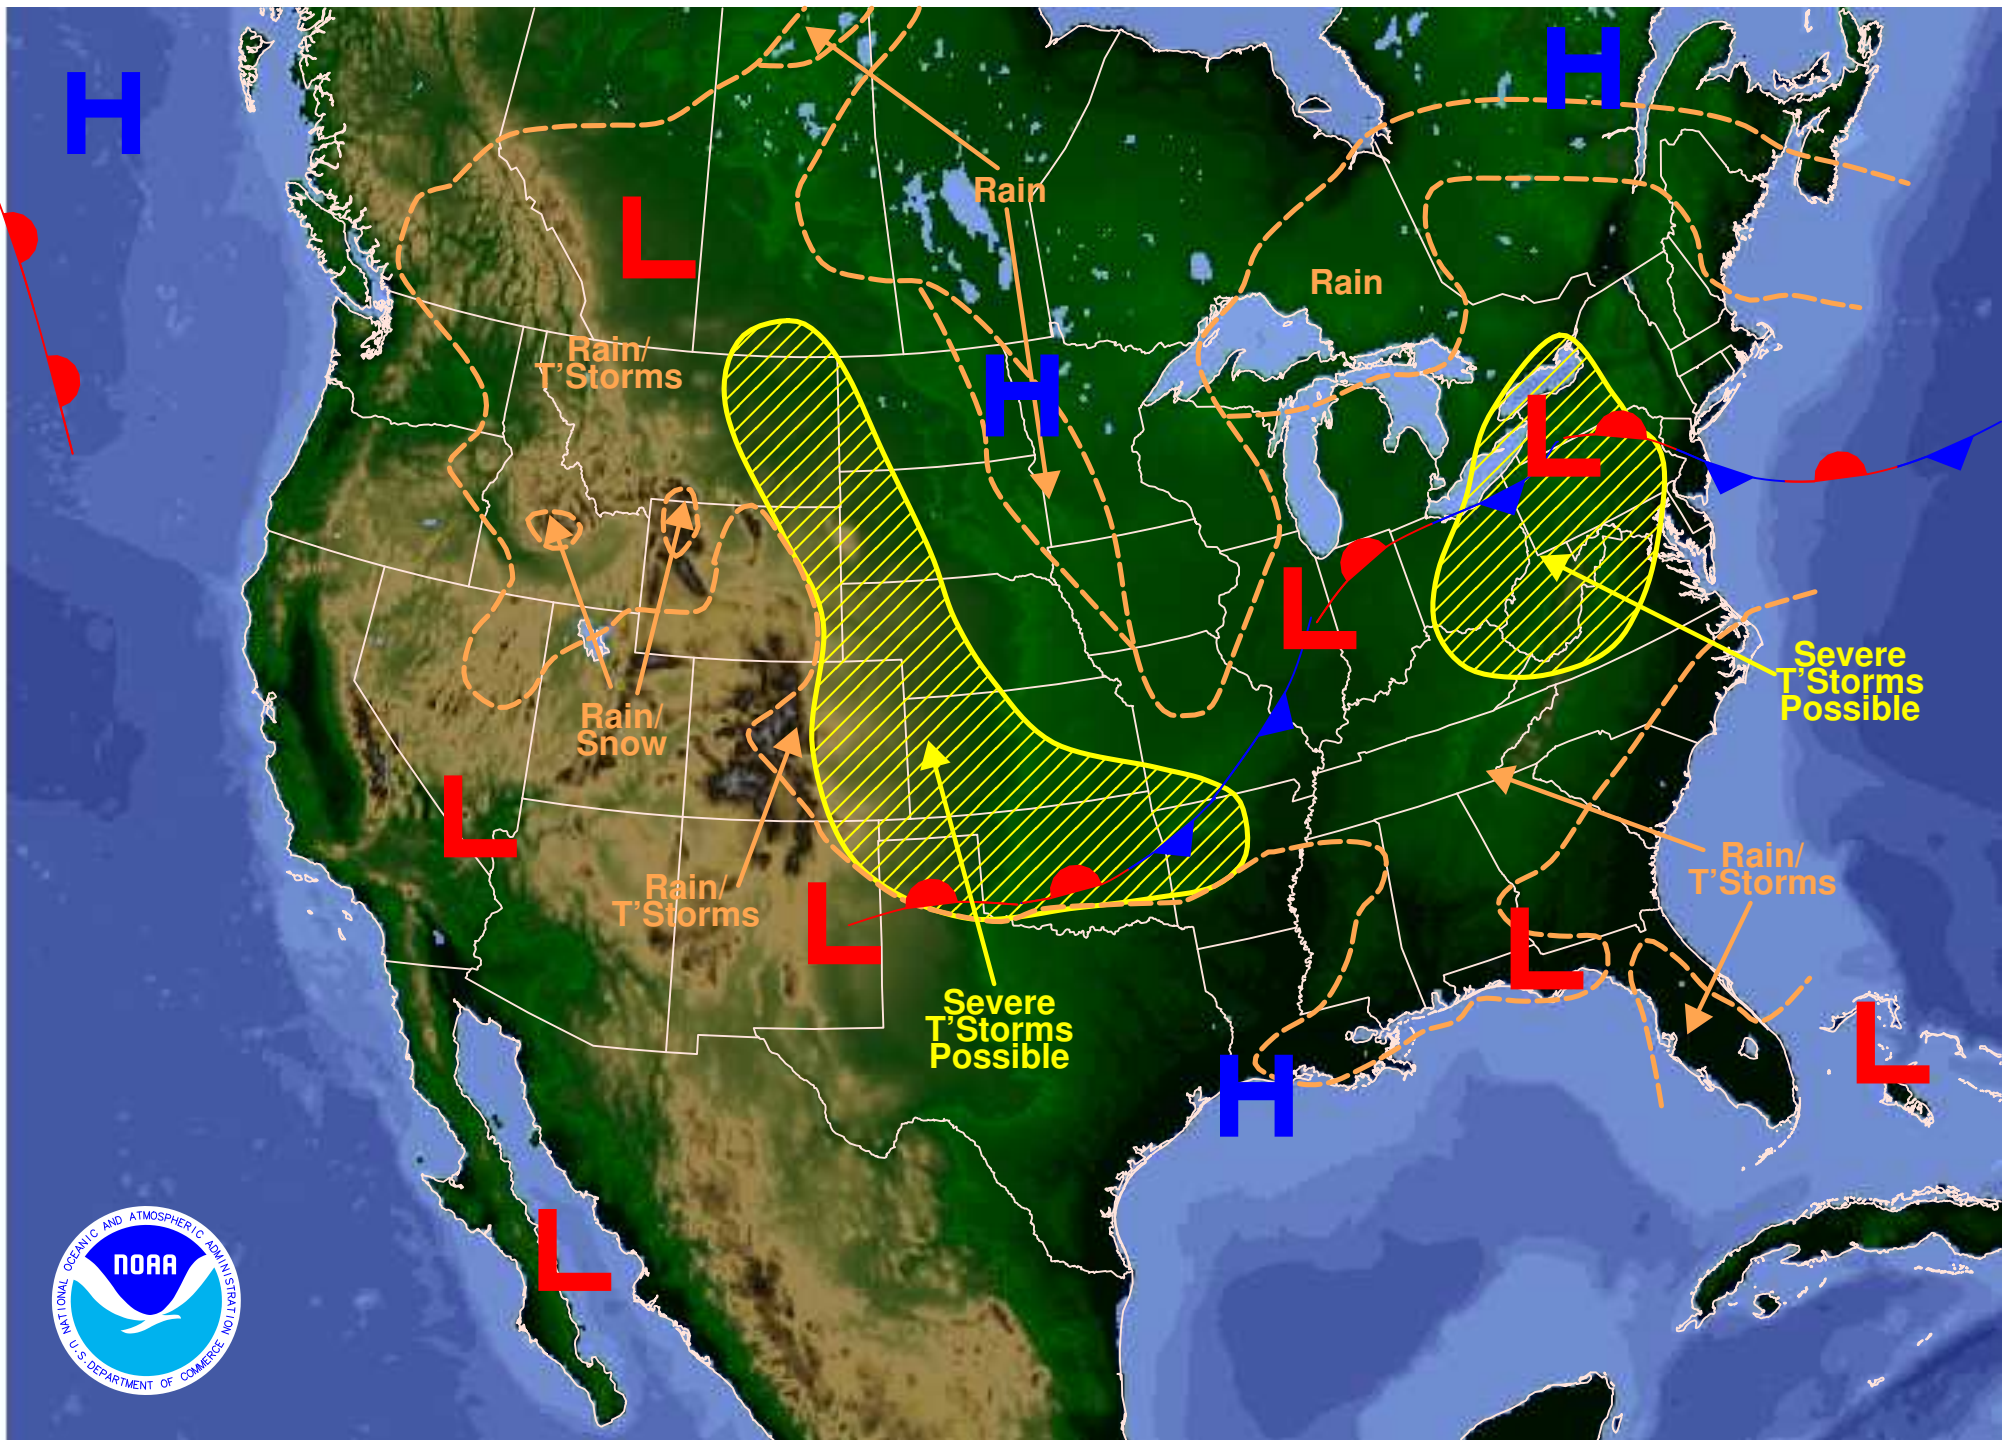 H
H
Rain
L
Rain
Rain/
T'Storms
H
L
L
Severe
T'Storms
Possible
Rain/
Snow
L
Rain/
T'Storms
Rain/
T'Storms
L
L
Severe
T'Storms
Possible
L
H
L
NATIONAL OCEANIC AND ATMOSPHERIC ADMINISTRATION
NOAA
U.S. DEPARTMENT OF COMMERCE